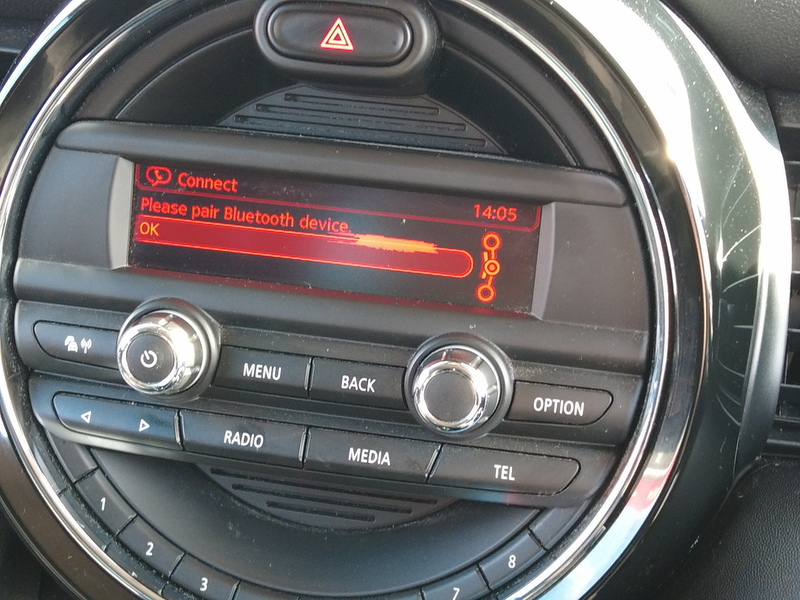 Connect
14:05
Please pair Bluetooth device.
OK
MENU
BACK
OPTION
RADIO
MEDIA
TEL
1
2
3
7
8